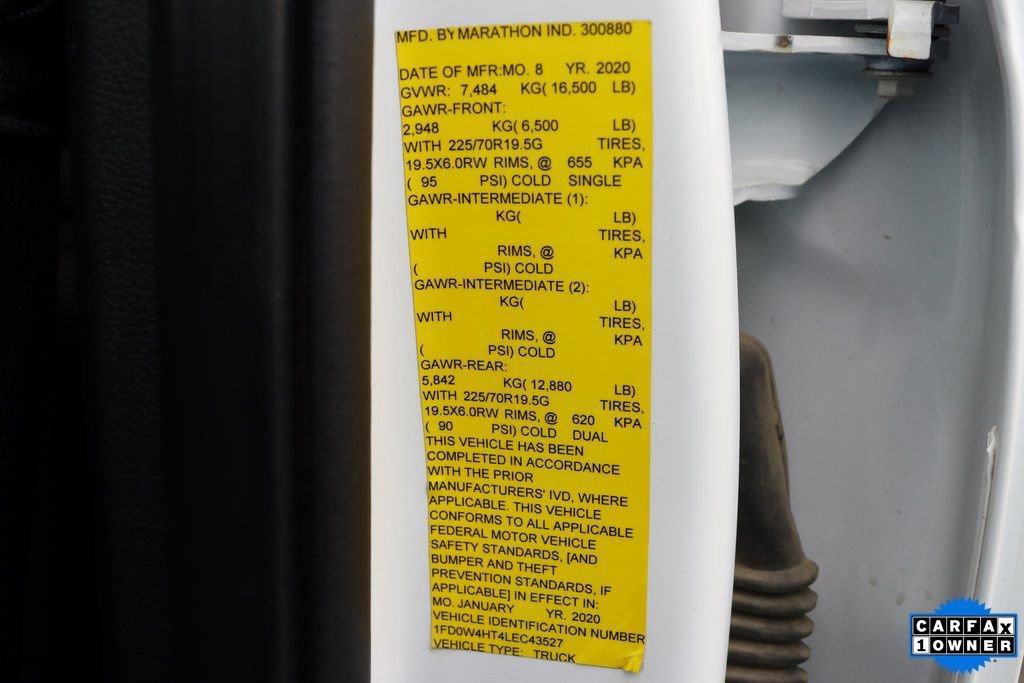 MFD. BY MARATHON IND. 300880
DATE OF MFR:MO. 8 YR. 2020
GVWR: 7,484 KG( 16,500 LB)
GAWR-FRONT:
2,948 KG( 6,500 LB)
WITH 225/70R19.5G TIRES,
19.5X6.0RW RIMS, @ 655 KPA
( 95 PSI) COLD SINGLE
GAWR-INTERMEDIATE (1):
KG( LB)
WITH TIRES,
RIMS, @ KPA
( PSI) COLD
GAWR-INTERMEDIATE (2):
KG( LB)
WITH TIRES,
RIMS, @ KPA
( PSI) COLD
GAWR-REAR:
5,842 KG( 12,880 LB)
WITH 225/70R19.5G TIRES,
19.5X6.0RW RIMS, @ 620 KPA
( 90 PSI) COLD DUAL
THIS VEHICLE HAS BEEN
COMPLETED IN ACCORDANCE
WITH THE PRIOR
MANUFACTURERS' IVD, WHERE
APPLICABLE. THIS VEHICLE
CONFORMS TO ALL APPLICABLE
FEDERAL MOTOR VEHICLE
SAFETY STANDARDS, [AND
BUMPER AND THEFT
PREVENTION STANDARDS, IF
APPLICABLE] IN EFFECT IN:
MO. JANUARY YR. 2020
VEHICLE IDENTIFICATION NUMBER
1FD0W4HT4LEC43527
VEHICLE TYPE: TRUCK
CARFAX
1 OWNER